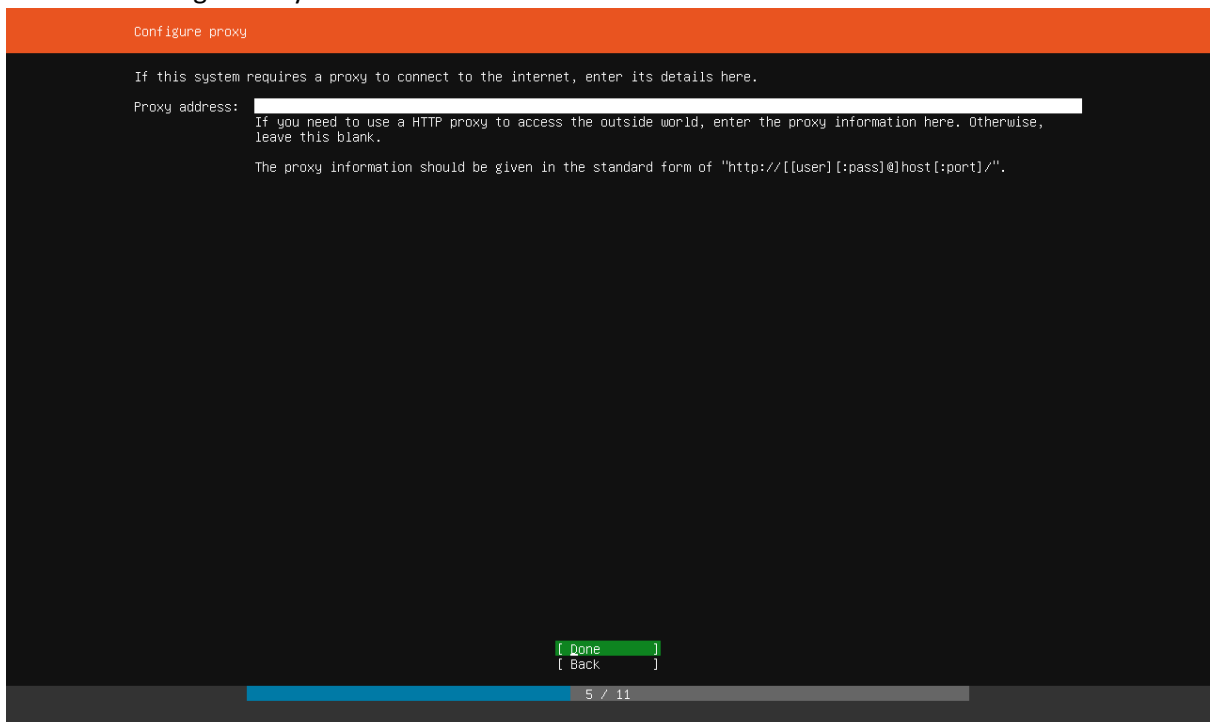 Configure proxy
If this system requires a proxy to connect to the internet, enter its details here.
Proxy address:
If you need to use a HTTP proxy to access the outside world, enter the proxy information here. Otherwise,
leave this blank.
The proxy information should be given in the standard form of "http://[[user][:pass]@]host[:port]/".
[ Done ]
[ Back ]
5 / 11